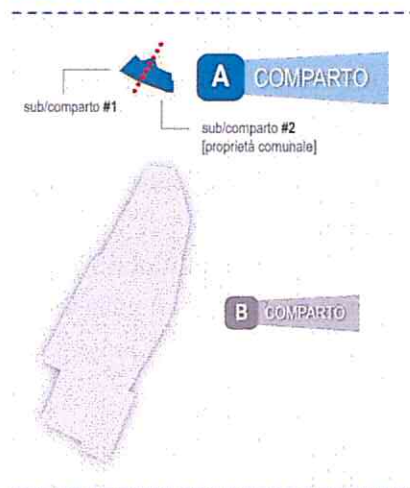 A COMPARTO
sub/comparto #1
sub/comparto #2
[proprietà comunale]
B COMPARTO